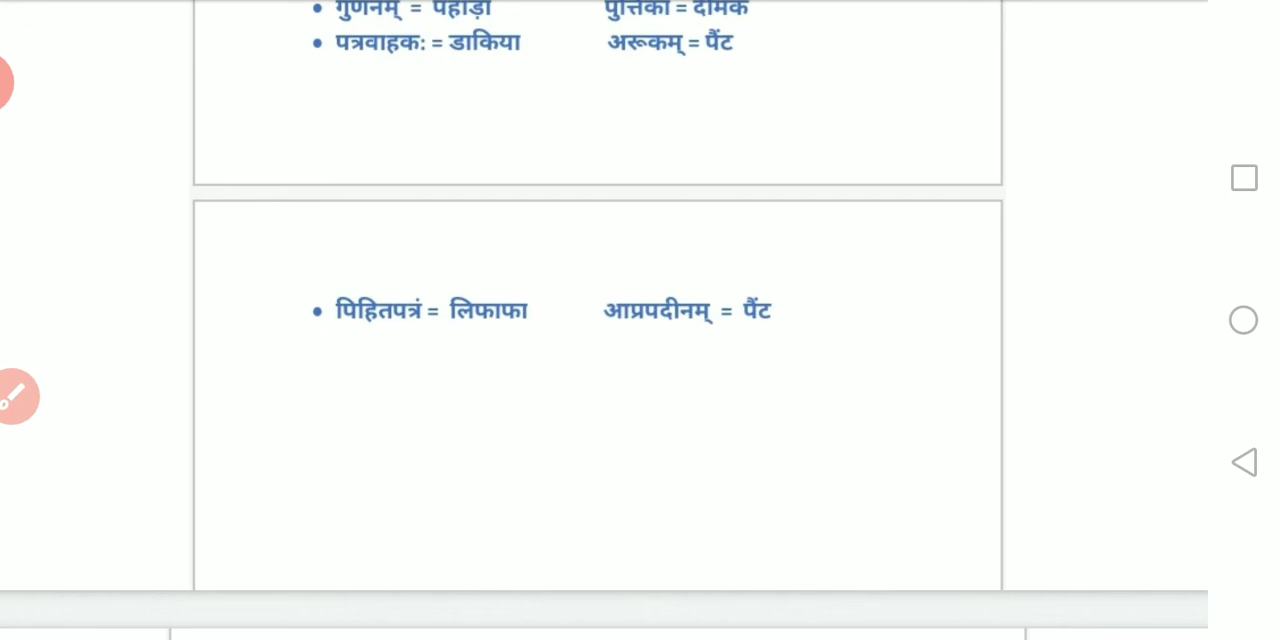 • गुणनम् = पहाड़ा पुत्तिका = दीमक
• पत्रवाहक: = डाकिया अरूकम् = पैंट
• पिहितपत्रं = लिफाफा आप्रपदीनम् = पैंट